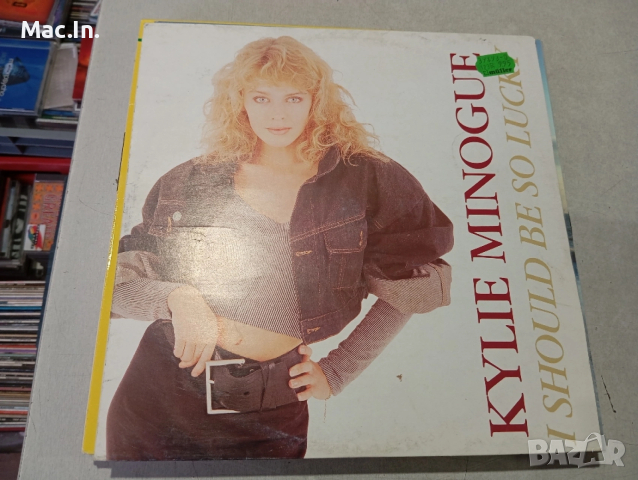 Mac.In.
KYLIE MINOGUE
I SHOULD BE SO LUCKY
BAZAR